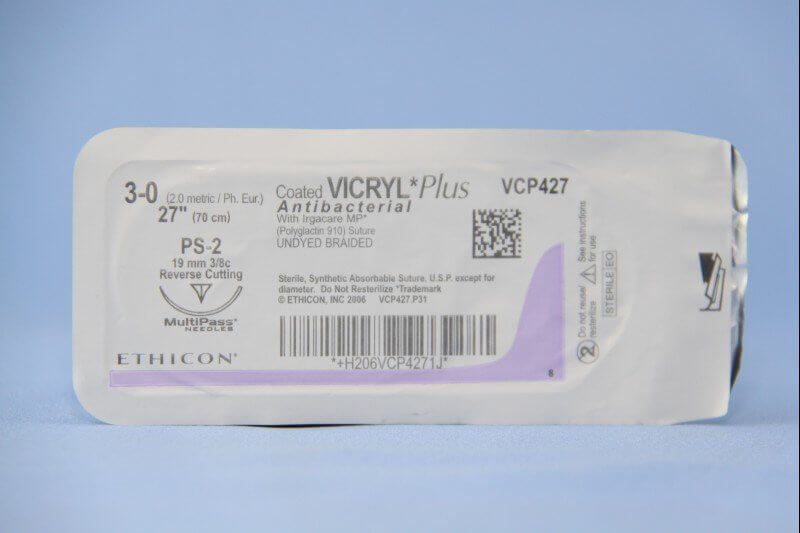 3-0 (2.0 metric / Ph. Eur.)
27" (70 cm)
PS-2
19 mm 3/8c
Reverse Cutting
MultiPass*
NEEDLES
ETHICON*
Coated VICRYL* Plus
Antibacterial
With Irgacare MP*
(Polyglactin 910) Suture
UNDYED BRAIDED
VCP427
Sterile, Synthetic Absorbable Suture, U.S.P. except for
diameter. Do Not Resterilize *Trademark
© ETHICON, INC 2006 VCP427.P31
*+H206VCP4271J*
8
2
Do not reuse/
resterilize
See instructions
for use
STERILE EO